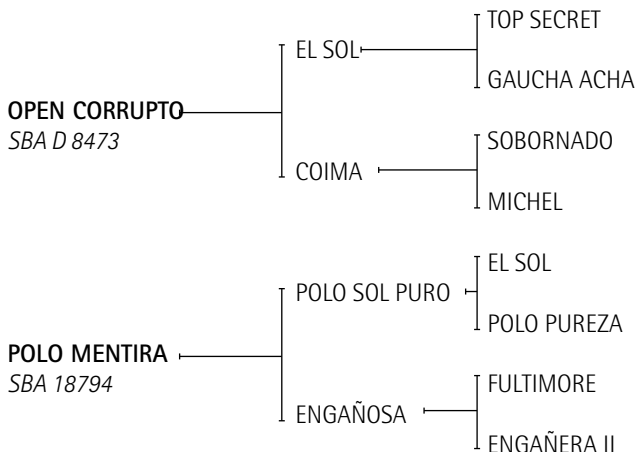 TOP SECRET
EL SOL
GAUCHA ACHA
OPEN CORRUPTO
SBA D 8473
SOBORNADO
COIMA
MICHEL
EL SOL
POLO SOL PURO
POLO PUREZA
POLO MENTIRA
SBA 18794
FULTIMORE
ENGAÑOSA
ENGAÑERA II